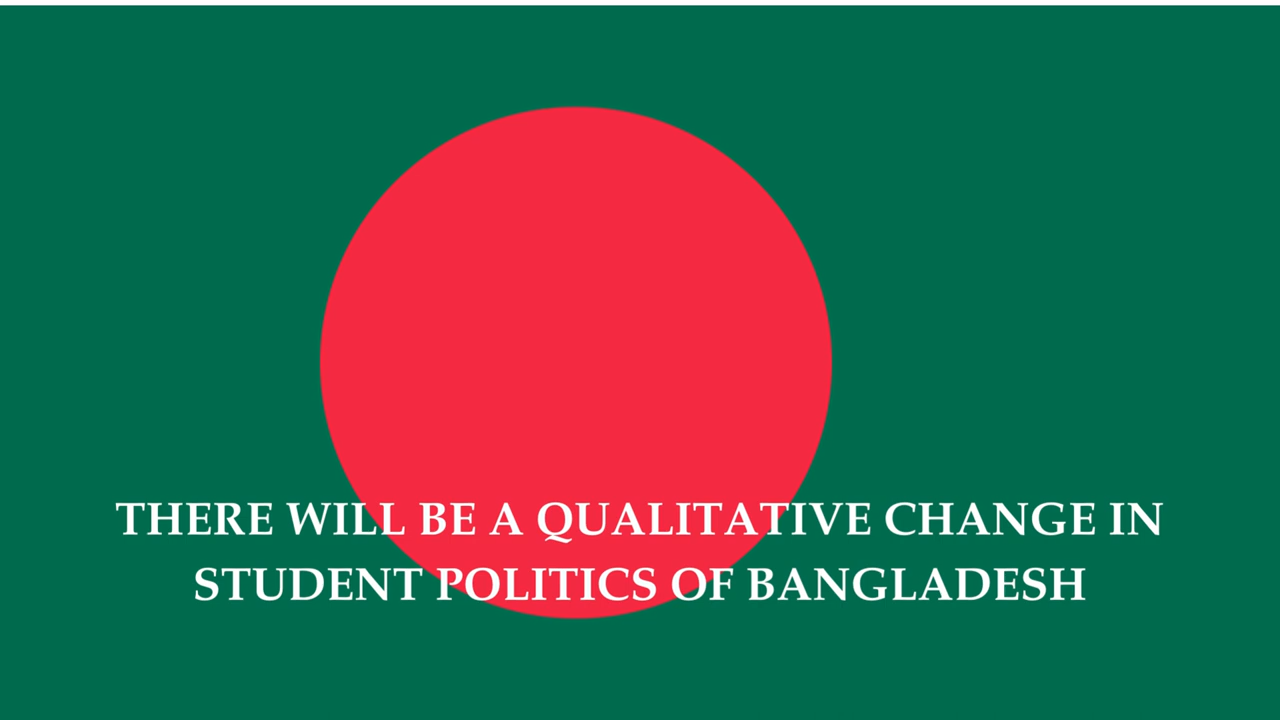 THERE WILL BE A QUALITATIVE CHANGE IN
STUDENT POLITICS OF BANGLADESH